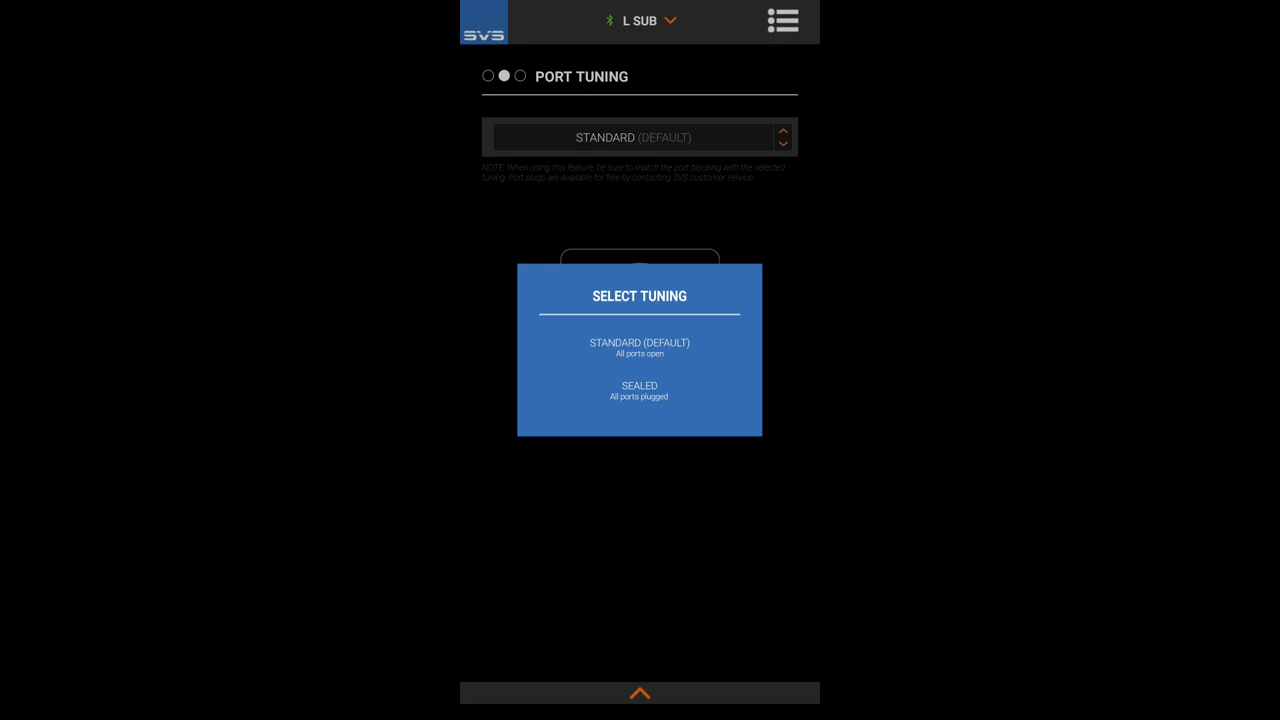 SVS
L SUB
PORT TUNING
STANDARD (DEFAULT)
NOTE: When using this feature, be sure to match the port blocking with the selected
tuning. Port plugs are available for free by contacting SVS customer service.
SELECT TUNING
STANDARD (DEFAULT)
All ports open
SEALED
All ports plugged